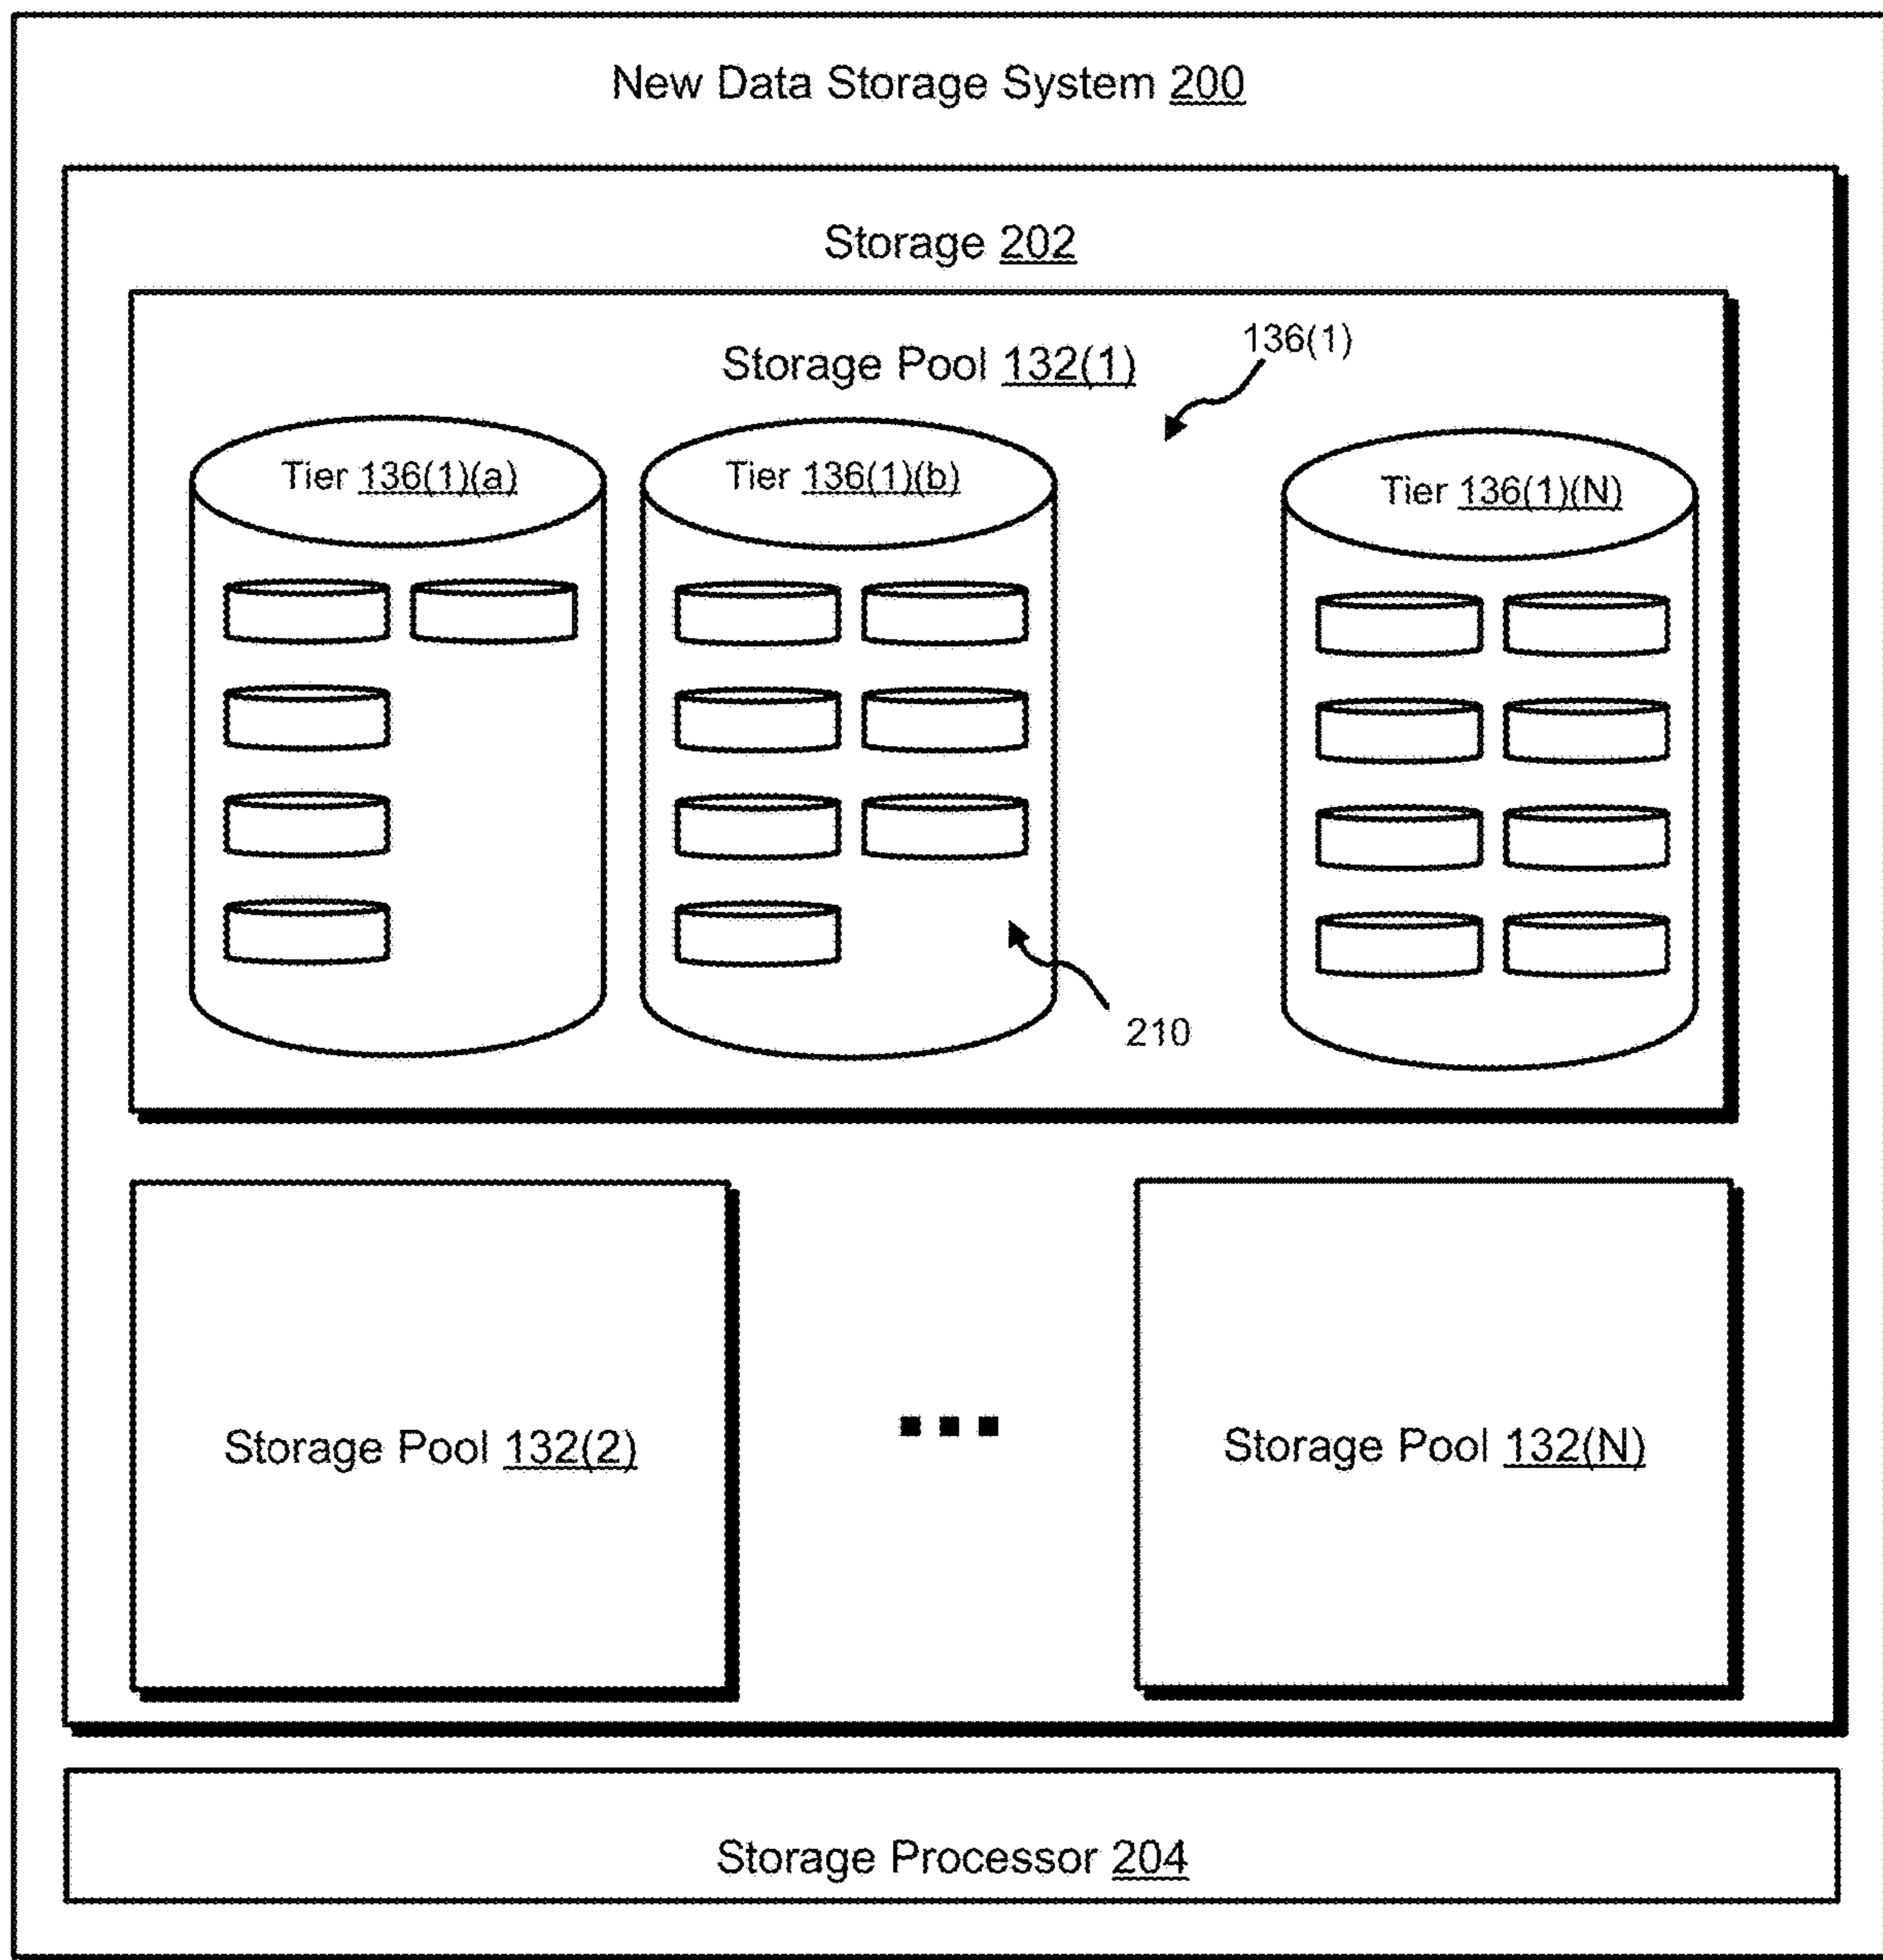 New Data Storage System 200
Storage 202
Storage Pool 132(1)
136(1)
Tier 136(1)(a)
Tier 136(1)(b)
Tier 136(1)(N)
210
Storage Pool 132(2)
Storage Pool 132(N)
Storage Processor 204